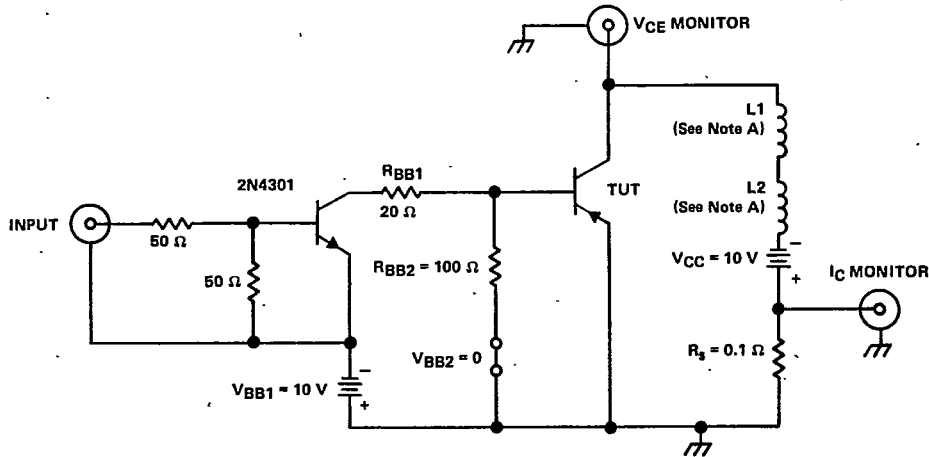 VCE MONITOR
L1
(See Note A)
RBB1
2N4301
TUT
L2
(See Note A)
20 Ω
INPUT
50 Ω
VCC = 10 V
−
+
RBB2 = 100 Ω
IC MONITOR
50 Ω
VBB2 = 0
Rs = 0.1 Ω
VBB1 = 10 V
−
+